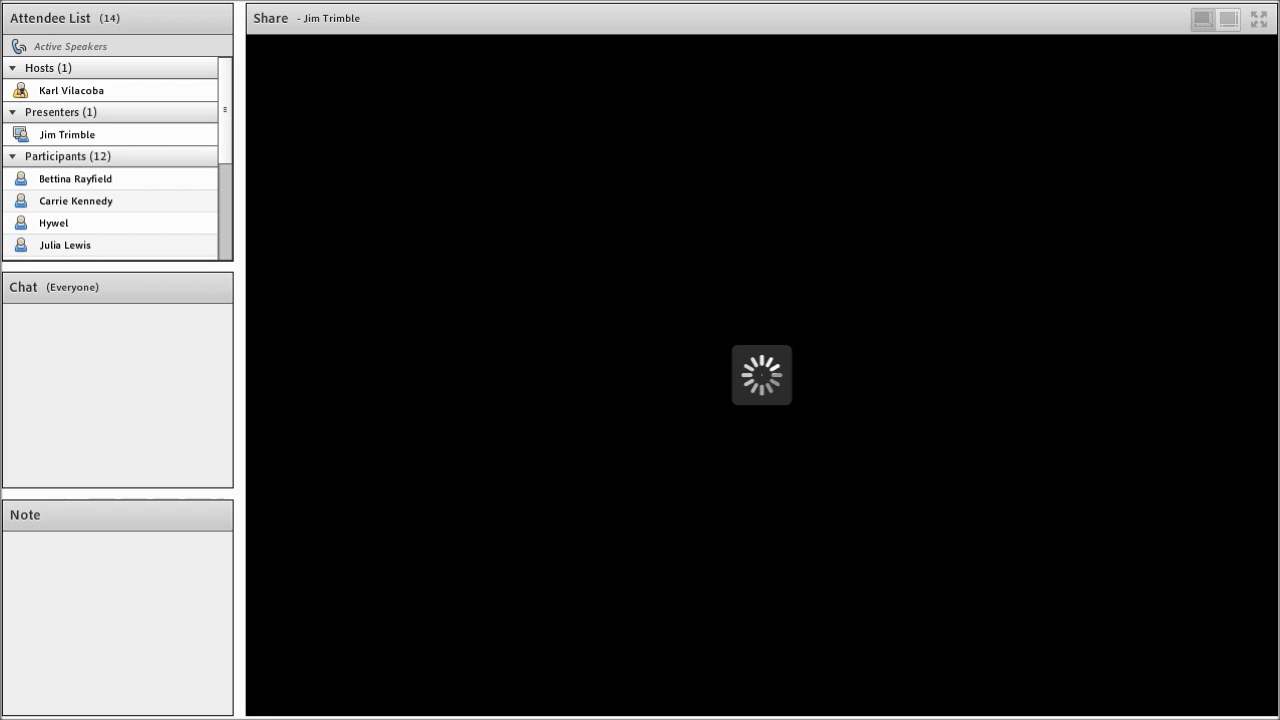 Attendee List (14)
Active Speakers
Hosts (1)
Karl Vilacoba
Presenters (1)
Jim Trimble
Participants (12)
Bettina Rayfield
Carrie Kennedy
Hywel
Julia Lewis
Chat (Everyone)
Note
Share - Jim Trimble